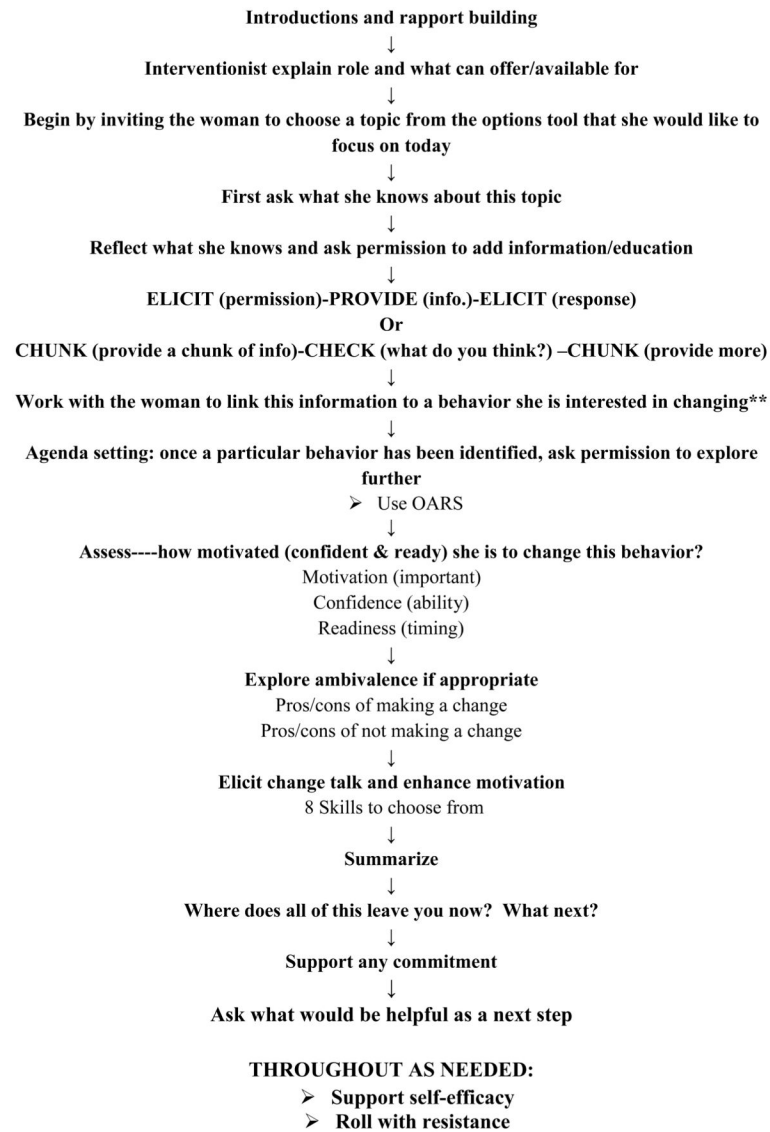 Introductions and rapport building
↓
Interventionist explain role and what can offer/available for
↓
Begin by inviting the woman to choose a topic from the options tool that she would like to
focus on today
↓
First ask what she knows about this topic
↓
Reflect what she knows and ask permission to add information/education
↓
ELICIT (permission)-PROVIDE (info.)-ELICIT (response)
Or
CHUNK (provide a chunk of info)-CHECK (what do you think?) –CHUNK (provide more)
↓
Work with the woman to link this information to a behavior she is interested in changing**
↓
Agenda setting: once a particular behavior has been identified, ask permission to explore
further
➢ Use OARS
↓
Assess----how motivated (confident & ready) she is to change this behavior?
Motivation (important)
Confidence (ability)
Readiness (timing)
↓
Explore ambivalence if appropriate
Pros/cons of making a change
Pros/cons of not making a change
↓
Elicit change talk and enhance motivation
8 Skills to choose from
↓
Summarize
↓
Where does all of this leave you now?  What next?
↓
Support any commitment
↓
Ask what would be helpful as a next step
THROUGHOUT AS NEEDED:
➢ Support self-efficacy
➢ Roll with resistance